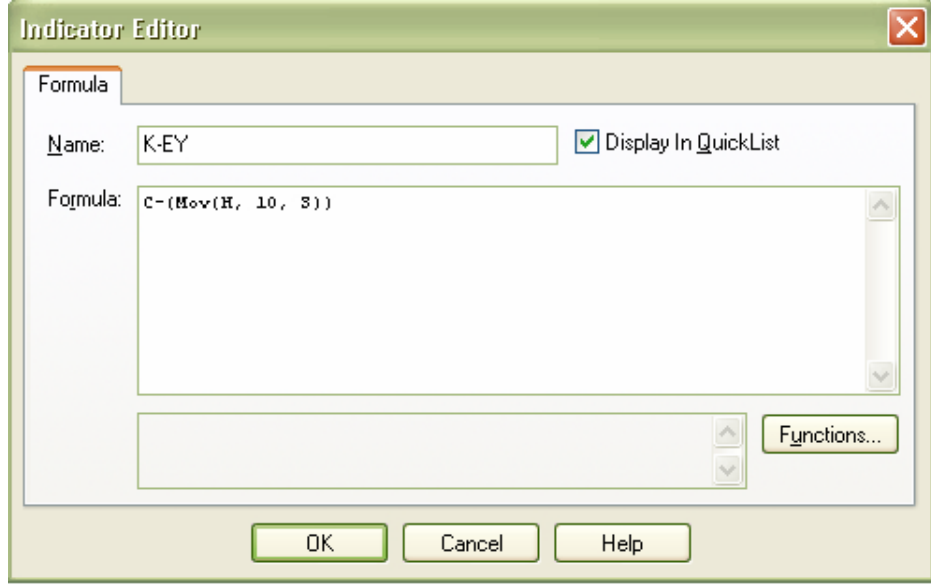 Indicator Editor
Formula
Name: K-EY Display In QuickList
Formula: C-(Mov(H, 10, S))
Functions...
OK Cancel Help